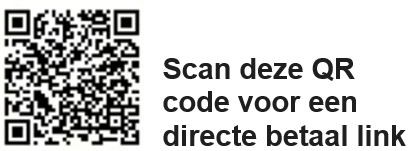 Scan deze QR
code voor een
directe betaal link